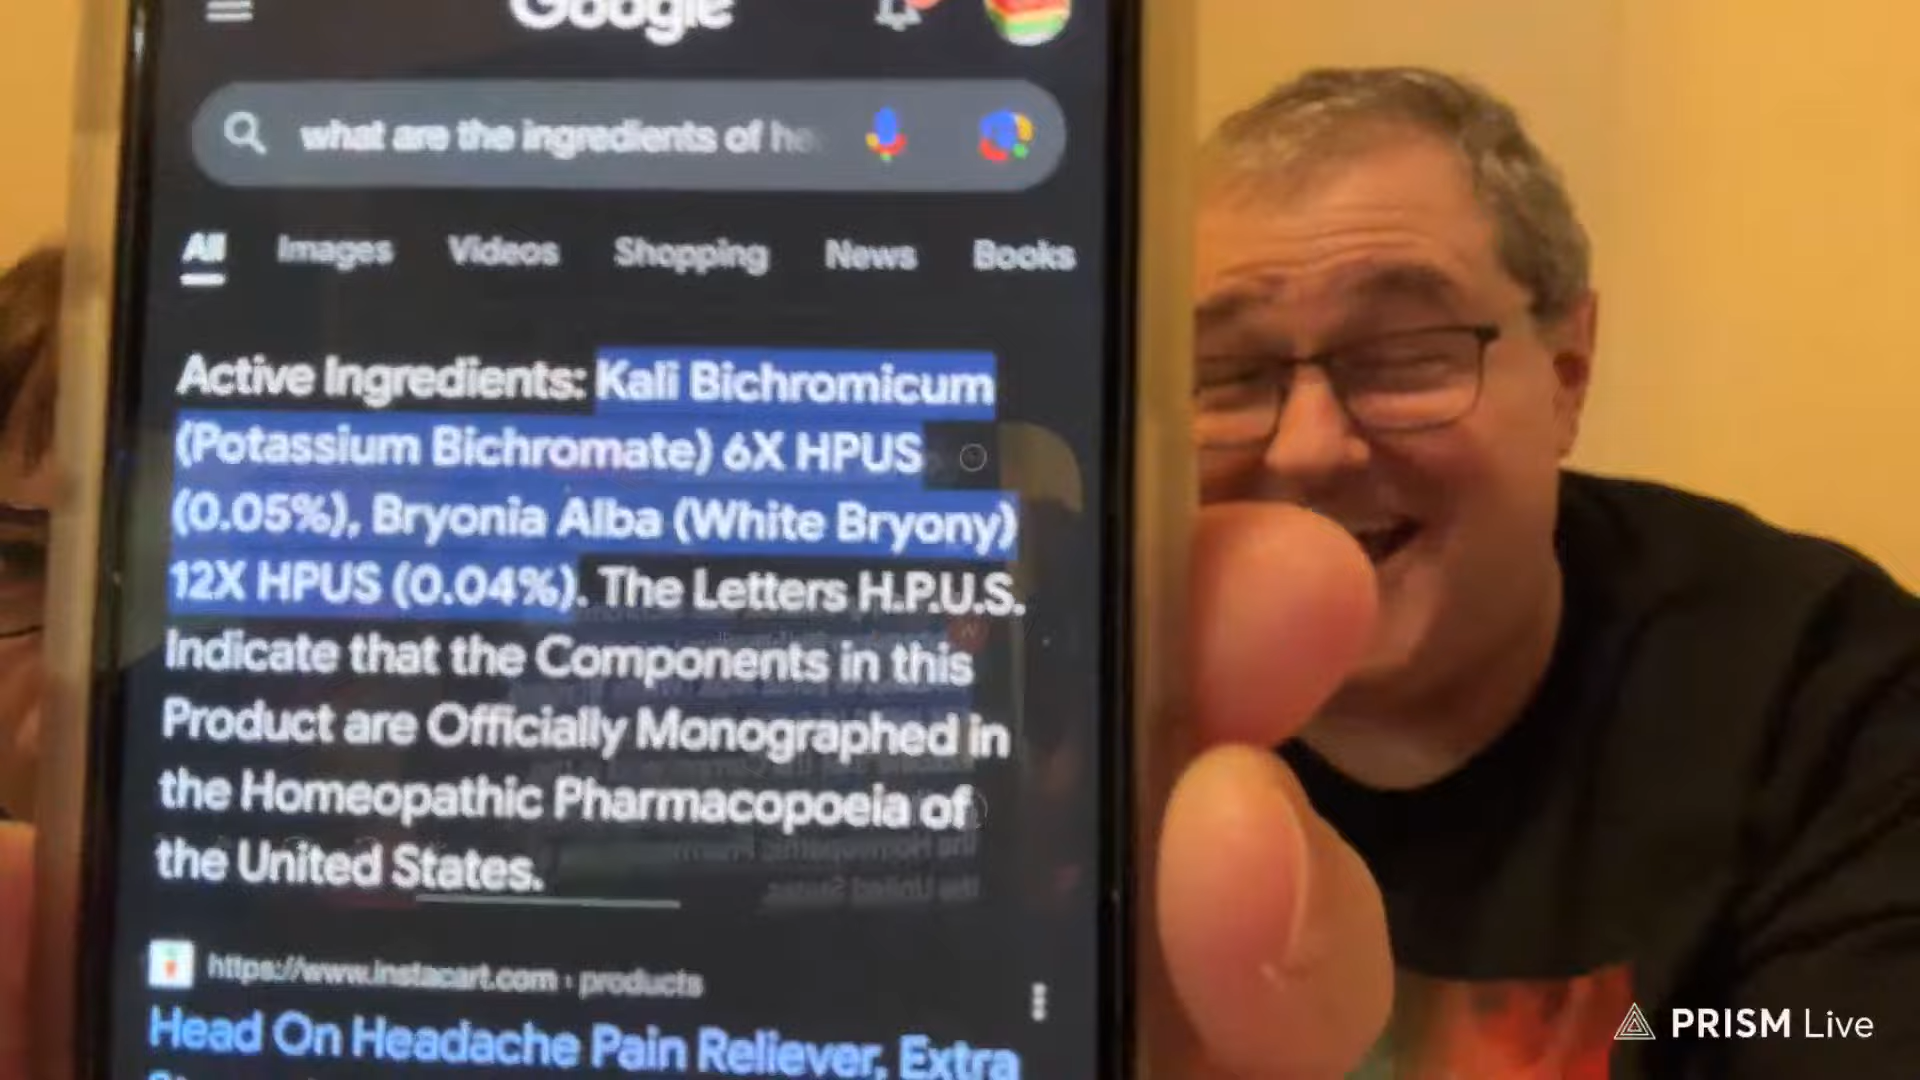 Google
what are the ingredients of he
All Images Videos Shopping News Books
Active Ingredients: Kali Bichromicum
(Potassium Bichromate) 6X HPUS
(0.05%), Bryonia Alba (White Bryony)
12X HPUS (0.04%). The Letters H.P.U.S.
Indicate that the Components in this
Product are Officially Monographed in
the Homeopathic Pharmacopoeia of
the United States.
https://www.instacart.com › products
Head On Headache Pain Reliever, Extra
PRISM Live